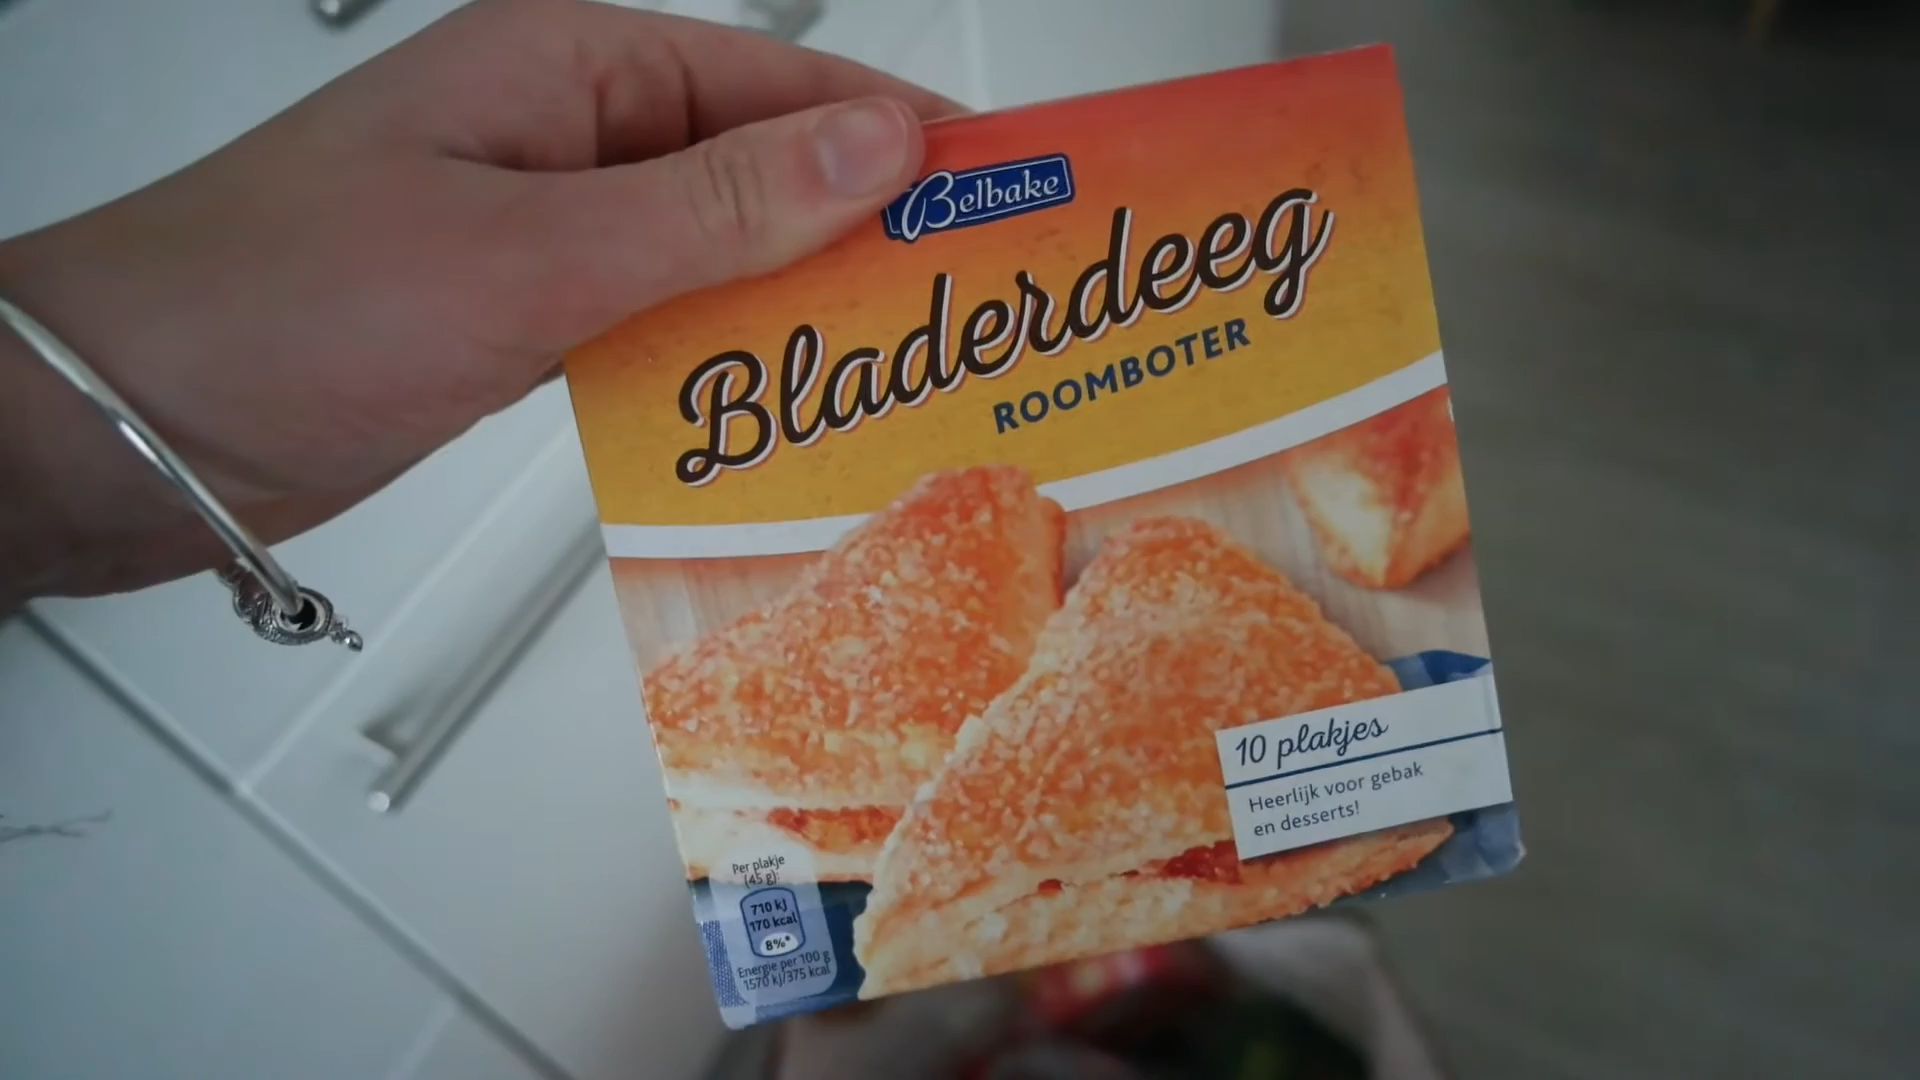 Belbake
Bladerdeeg
ROOMBOTER
10 plakjes
Heerlijk voor gebak
en desserts!
Per plakje
(45 g):
710 kJ
170 kcal
8%*
Energie per 100 g
1570 kJ/375 kcal